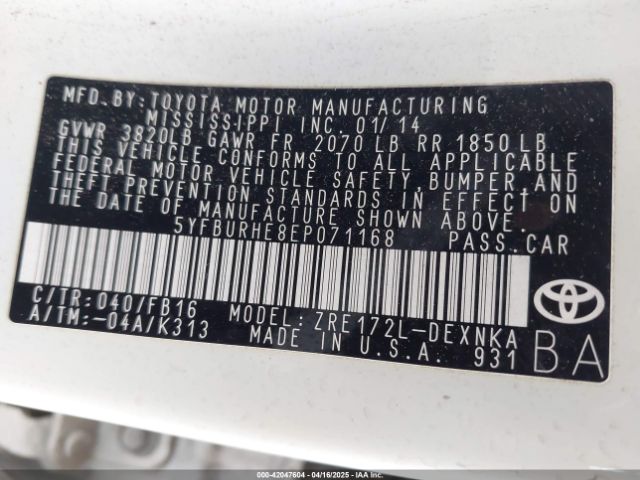 MFD.BY:TOYOTA MOTOR MANUFACTURING
MISSISSIPPI INC. 01/14
GVWR 3820LB GAWR FR 2070 LB RR 1850 LB
THIS VEHICLE CONFORMS TO ALL APPLICABLE
FEDERAL MOTOR VEHICLE SAFETY,BUMPER,AND
THEFT PREVENTION STANDARDS IN EFFECT ON
THE DATE OF MANUFACTURE SHOWN ABOVE.
5YFBURHE8EP071168 PASS.CAR
C/TR:040/FB16 MODEL:ZRE172L-DEXNKA
A/TM:-04A/K313 MADE IN U.S.A. 931
TOYOTA
BA
000-42047604 | 04/16/2025 | IAA Inc.